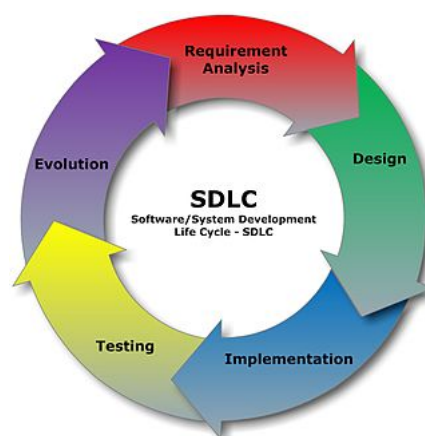 Requirement
Analysis
Design
Implementation
Testing
Evolution
SDLC
Software/System Development
Life Cycle - SDLC